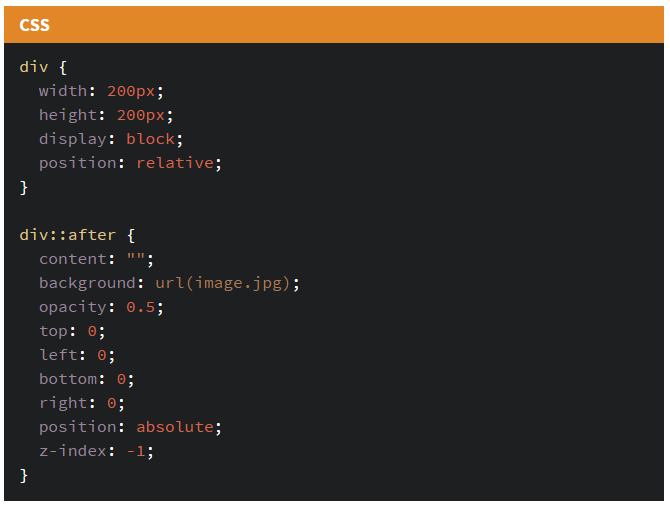 CSS
div {
  width: 200px;
  height: 200px;
  display: block;
  position: relative;
}
div::after {
  content: "";
  background: url(image.jpg);
  opacity: 0.5;
  top: 0;
  left: 0;
  bottom: 0;
  right: 0;
  position: absolute;
  z-index: -1;
}